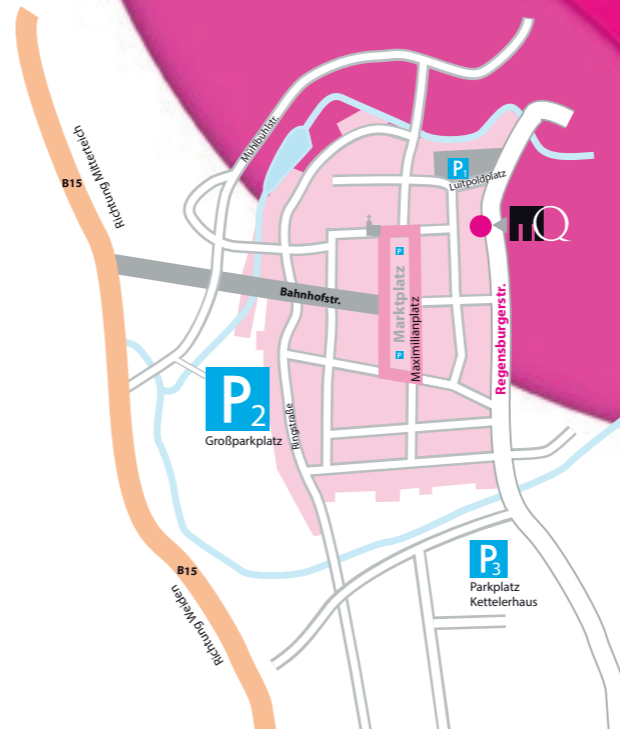 Mühlbühlstr.
Richtung Mitterteich
B15
P1
Luitpoldplatz
MQ
P
Bahnhofstr.
Marktplatz
Maximilianplatz
Regensburgerstr.
P
P2
Großparkplatz
Ringstraße
P3
Parkplatz
Kettelerhaus
B15
Richtung Weiden